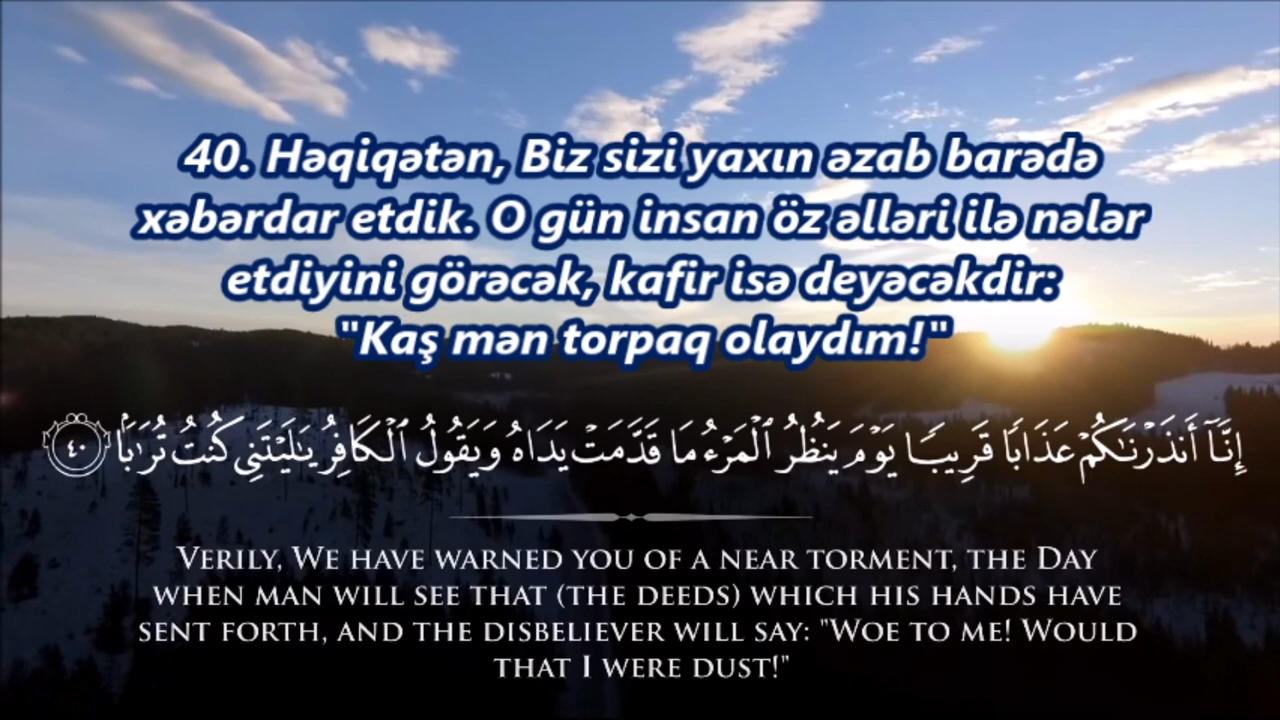 40. Həqiqətən, Biz sizi yaxın əzab barədə
xəbərdar etdik. O gün insan öz əlləri ilə nələr
etdiyini görəcək, kafir isə deyəcəkdir:
"Kaş mən torpaq olaydım!"
إِنَّآ أَنذَرْنَـٰكُمْ عَذَابًا قَرِيبًا يَوْمَ يَنظُرُ ٱلْمَرْءُ مَا قَدَّمَتْ يَدَاهُ وَيَقُولُ ٱلْكَافِرُ يَـٰلَيْتَنِى كُنتُ تُرَٰبًۢا ٤٠
Verily, We have warned you of a near torment, the Day
when man will see that (the deeds) which his hands have
sent forth, and the disbeliever will say: "Woe to me! Would
that I were dust!"